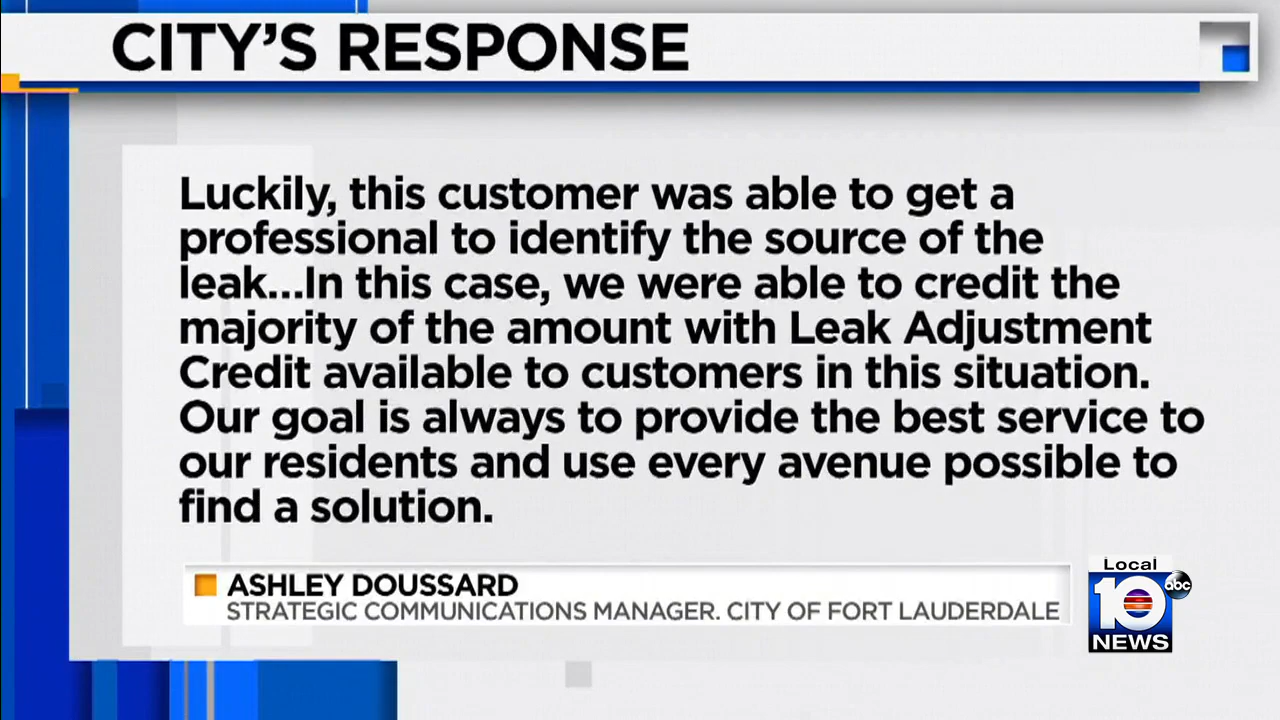 CITY'S RESPONSE
Luckily, this customer was able to get a
professional to identify the source of the
leak...In this case, we were able to credit the
majority of the amount with Leak Adjustment
Credit available to customers in this situation.
Our goal is always to provide the best service to
our residents and use every avenue possible to
find a solution.
ASHLEY DOUSSARD
STRATEGIC COMMUNICATIONS MANAGER. CITY OF FORT LAUDERDALE
Local
10
abc
NEWS